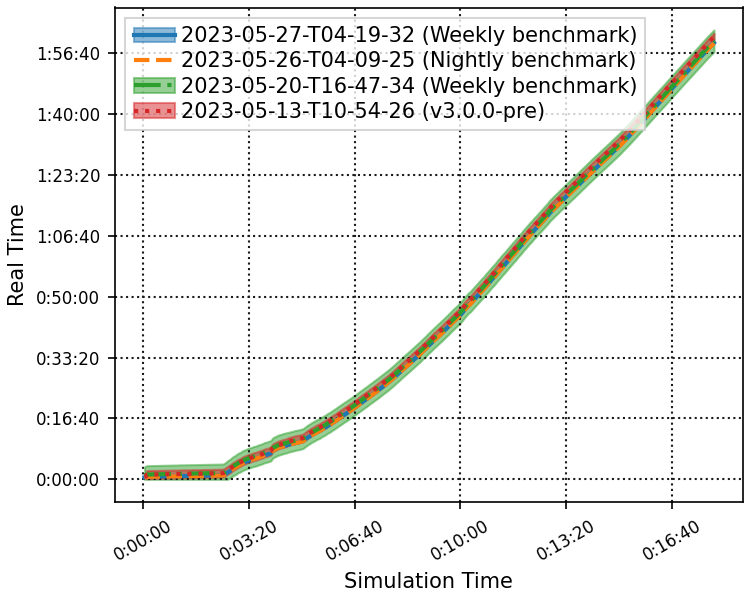 2023-05-27-T04-19-32 (Weekly benchmark)
2023-05-26-T04-09-25 (Nightly benchmark)
2023-05-20-T16-47-34 (Weekly benchmark)
2023-05-13-T10-54-26 (v3.0.0-pre)
Real Time
1:56:40
1:40:00
1:23:20
1:06:40
0:50:00
0:33:20
0:16:40
0:00:00
0:00:00
0:03:20
0:06:40
0:10:00
0:13:20
0:16:40
Simulation Time